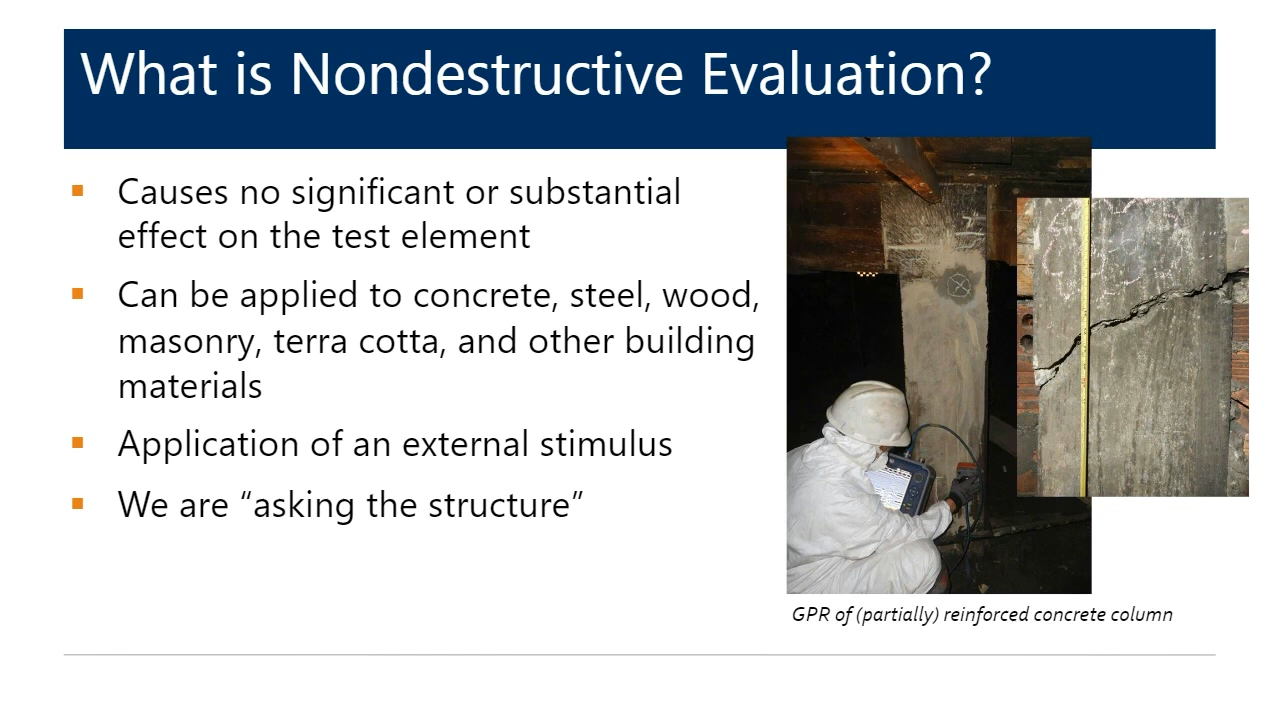 What is Nondestructive Evaluation?
Causes no significant or substantial
effect on the test element
Can be applied to concrete, steel, wood,
masonry, terra cotta, and other building
materials
Application of an external stimulus
We are “asking the structure”
GPR of (partially) reinforced concrete column